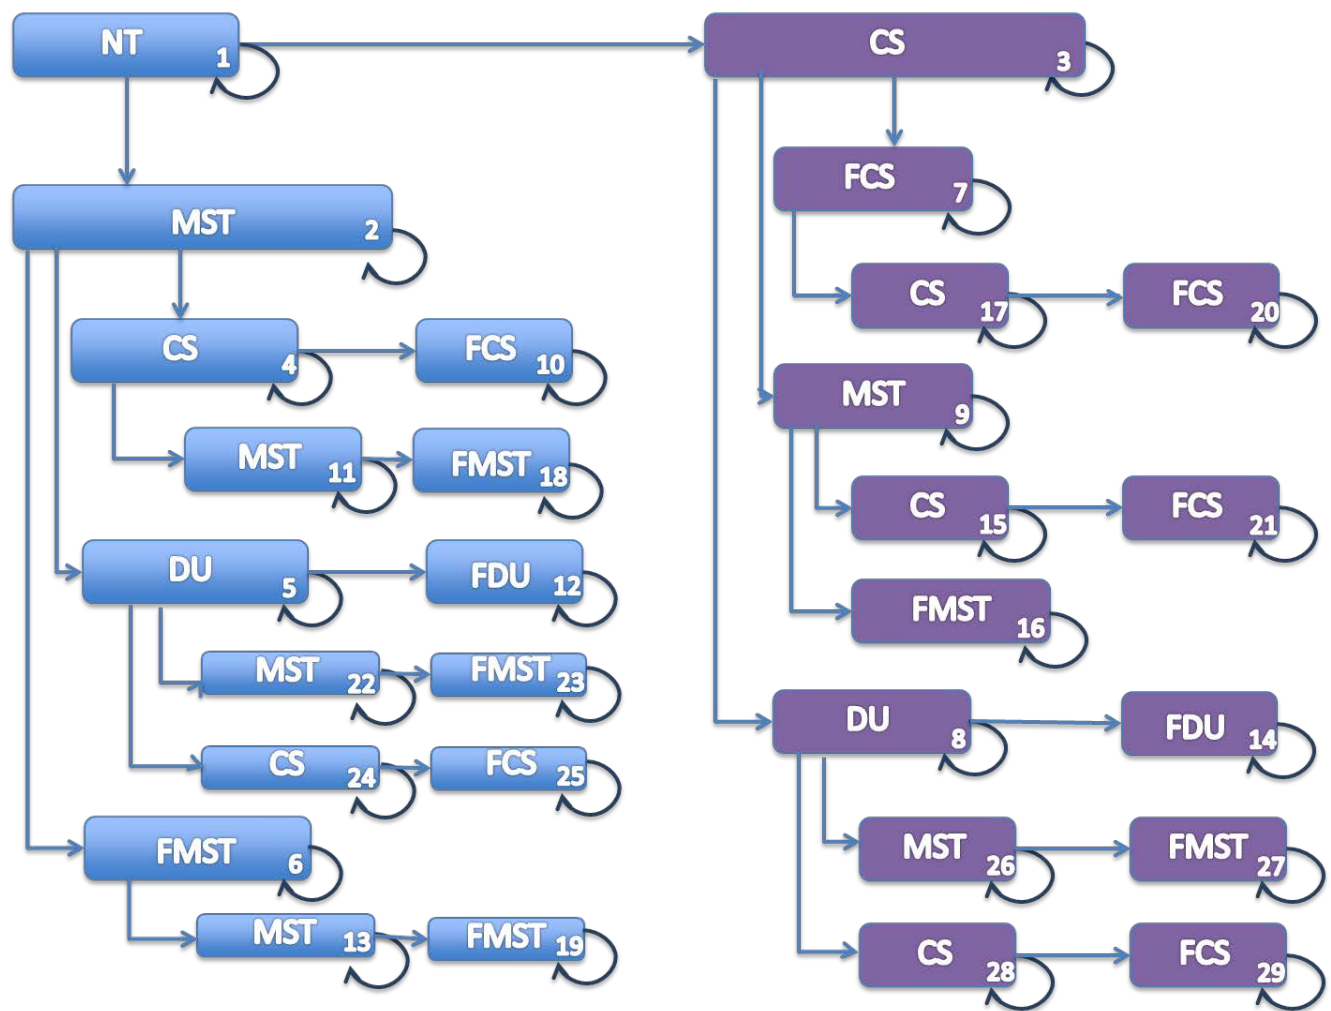 NT 1
CS 3
MST 2
FCS 7
CS 17
FCS 20
CS 4
FCS 10
MST 9
MST 11
FMST 18
CS 15
FCS 21
DU 5
FDU 12
FMST 16
MST 22
FMST 23
DU 8
FDU 14
CS 24
FCS 25
FMST 6
MST 26
FMST 27
MST 13
FMST 19
CS 28
FCS 29